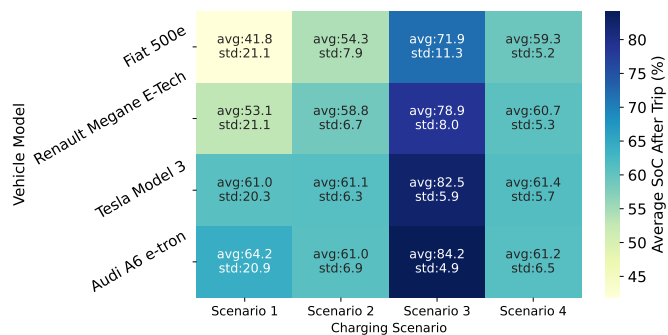 Vehicle Model
Fiat 500e
avg:41.8
std:21.1
avg:54.3
std:7.9
avg:71.9
std:11.3
avg:59.3
std:5.2
Renault Megane E-Tech
avg:53.1
std:21.1
avg:58.8
std:6.7
avg:78.9
std:8.0
avg:60.7
std:5.3
Tesla Model 3
avg:61.0
std:20.3
avg:61.1
std:6.3
avg:82.5
std:5.9
avg:61.4
std:5.7
Audi A6 e-tron
avg:64.2
std:20.9
avg:61.0
std:6.9
avg:84.2
std:4.9
avg:61.2
std:6.5
Scenario 1
Scenario 2
Scenario 3
Scenario 4
Charging Scenario
80
75
70
65
60
55
50
45
Average SoC After Trip (%)